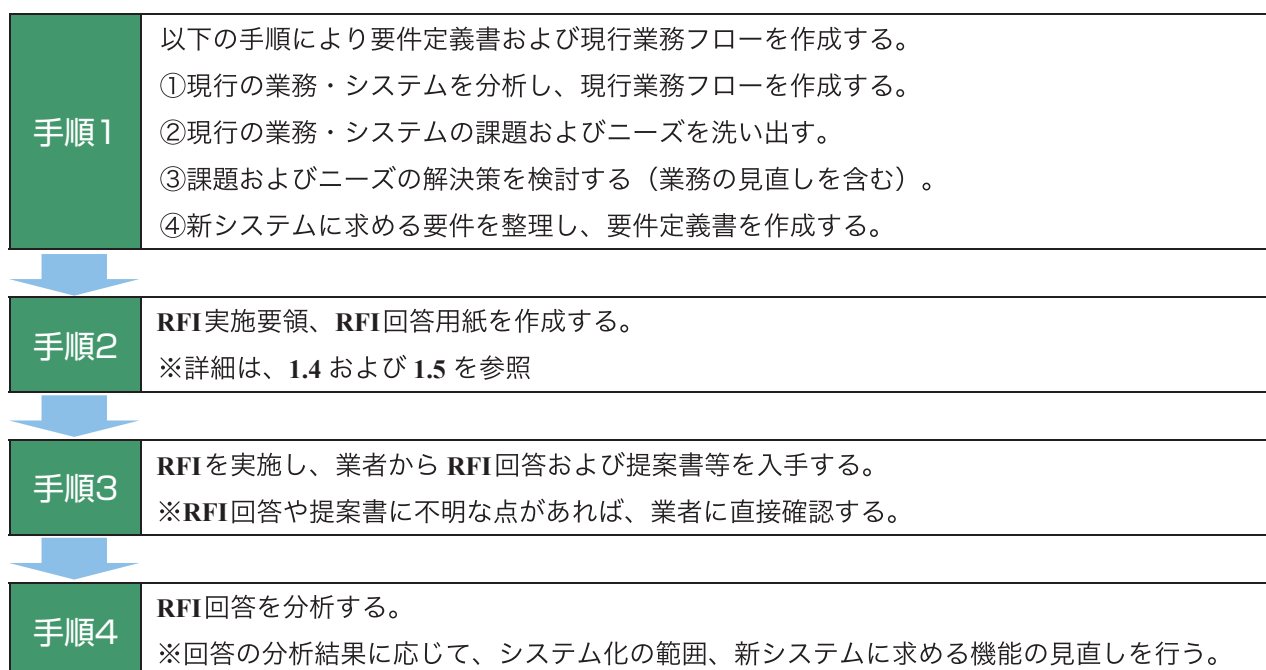 手順1
以下の手順により要件定義書および現行業務フローを作成する。
①現行の業務・システムを分析し、現行業務フローを作成する。
②現行の業務・システムの課題およびニーズを洗い出す。
③課題およびニーズの解決策を検討する（業務の見直しを含む）。
④新システムに求める要件を整理し、要件定義書を作成する。
手順2
RFI実施要領、RFI回答用紙を作成する。
※詳細は、1.4 および 1.5 を参照
手順3
RFIを実施し、業者から RFI回答および提案書等を入手する。
※RFI回答や提案書に不明な点があれば、業者に直接確認する。
手順4
RFI回答を分析する。
※回答の分析結果に応じて、システム化の範囲、新システムに求める機能の見直しを行う。